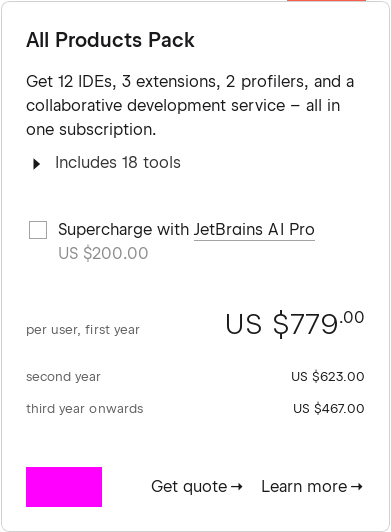 All Products Pack
Get 12 IDEs, 3 extensions, 2 profilers, and a
collaborative development service – all in
one subscription.
Includes 18 tools
Supercharge with JetBrains AI Pro
US $200.00
per user, first year US $779.00
second year US $623.00
third year onwards US $467.00
Get quote → Learn more →